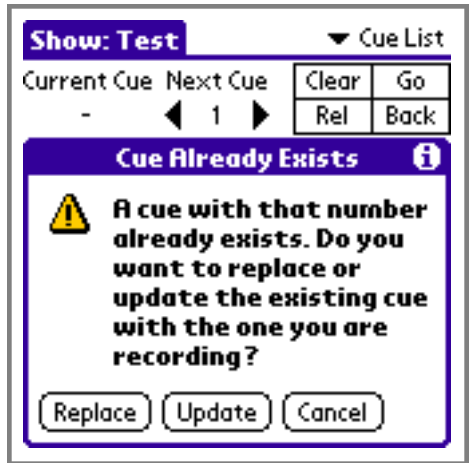 Show: Test ▼ Cue List
Current Cue Next Cue Clear Go
- ◀ 1 ▶ Rel Back
Cue Already Exists i
A cue with that number
already exists. Do you
want to replace or
update the existing cue
with the one you are
recording?
Replace Update Cancel